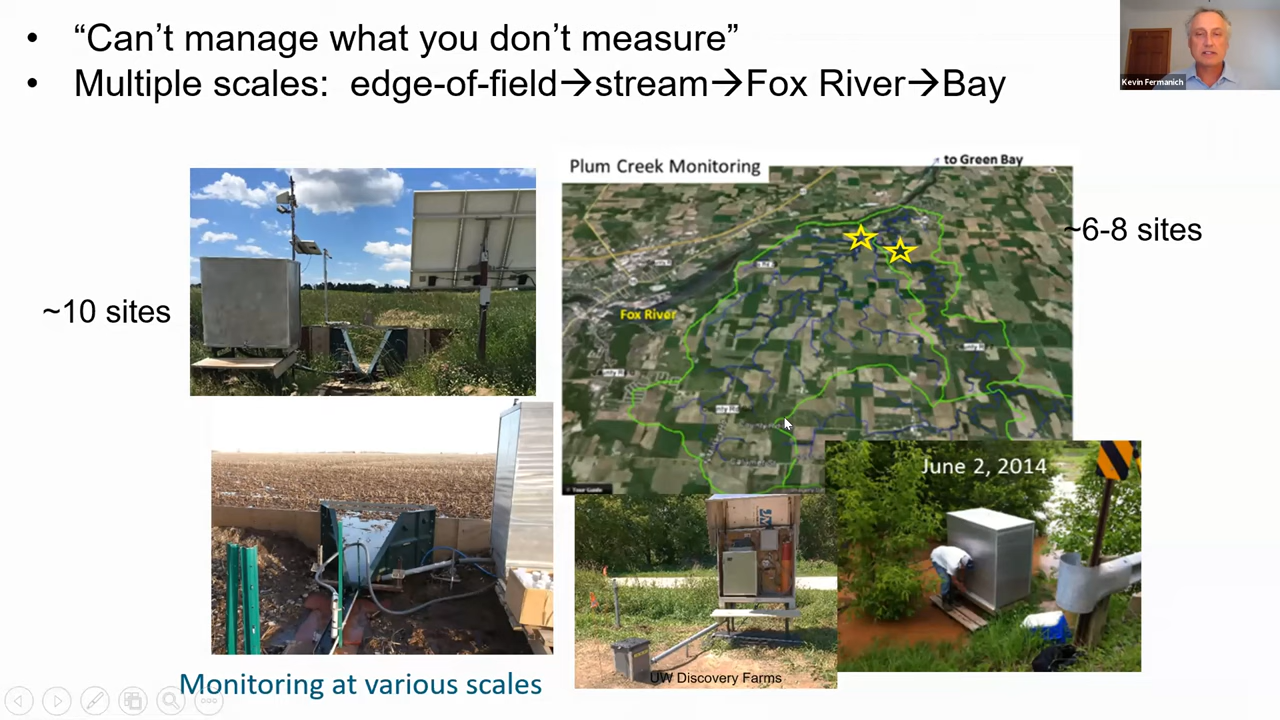 • “Can’t manage what you don’t measure”
• Multiple scales: edge-of-field→stream→Fox River→Bay
Kevin Fermanich
Plum Creek Monitoring
to Green Bay
~6-8 sites
~10 sites
Fox River
June 2, 2014
UW Discovery Farms
Monitoring at various scales